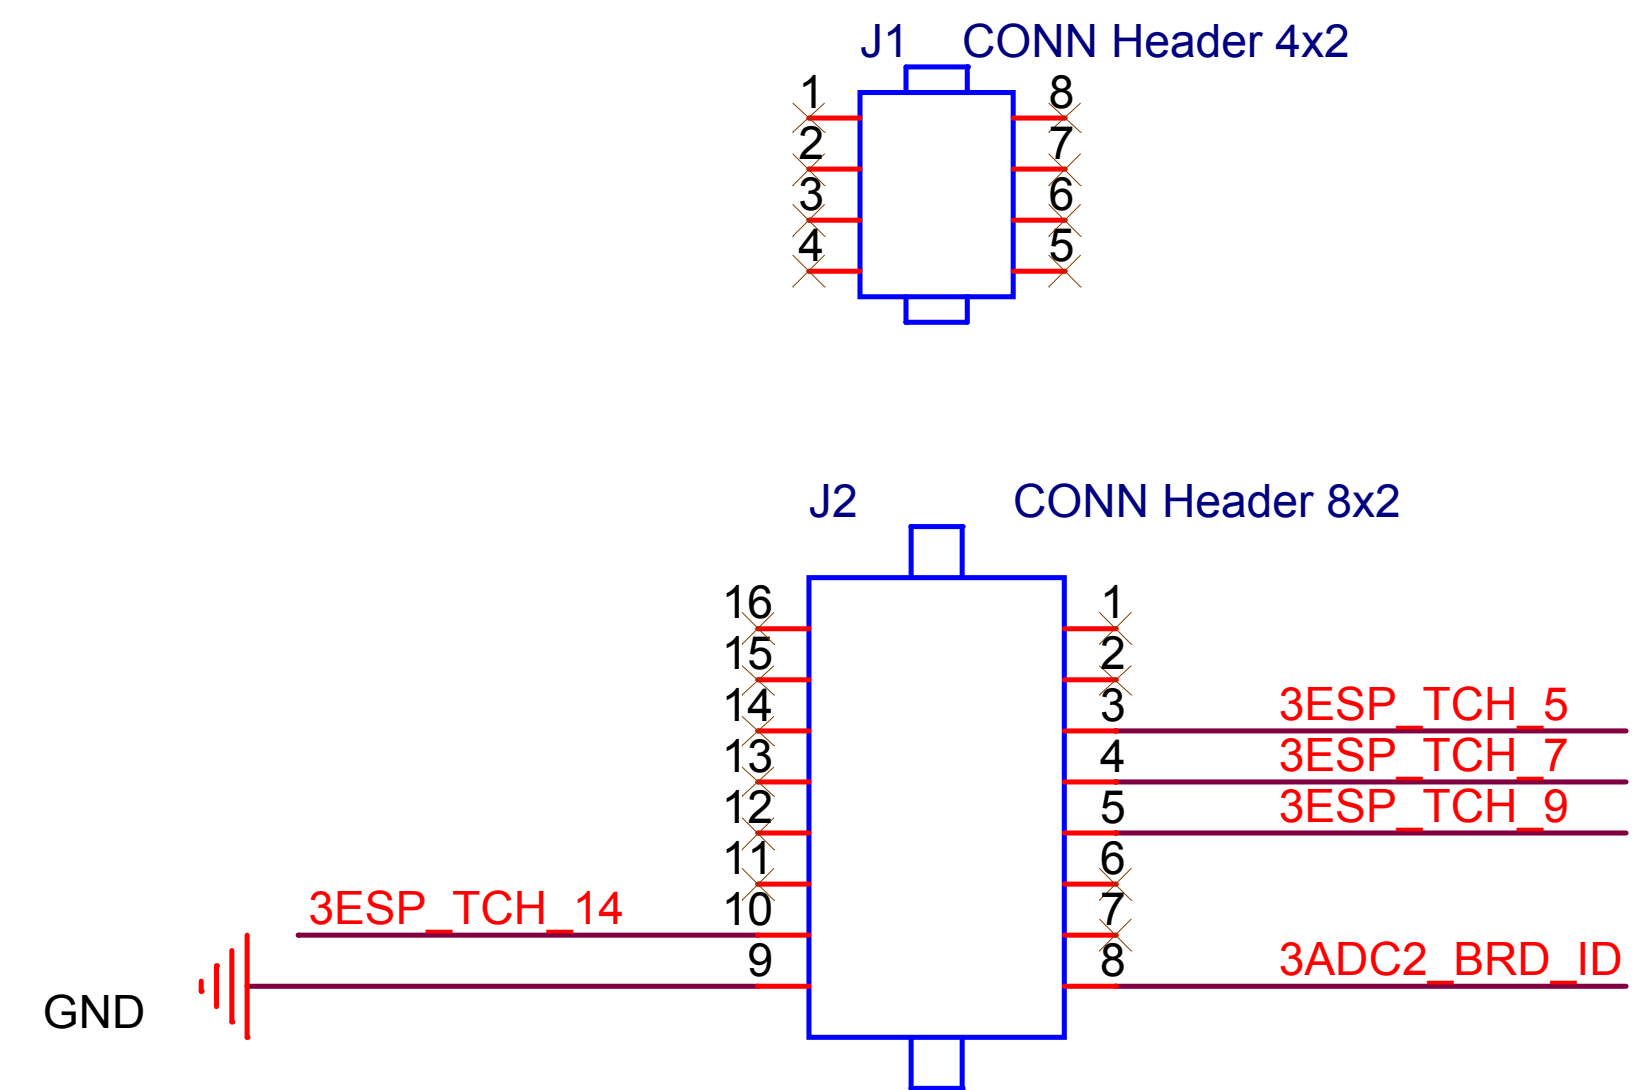 J1 CONN Header 4x2
1 8
2 7
3 6
4 5
J2 CONN Header 8x2
16 1
15 2
14 3 3ESP_TCH_5
13 4 3ESP_TCH_7
12 5 3ESP_TCH_9
11 6
3ESP_TCH_14 10 7
9 8 3ADC2_BRD_ID
GND